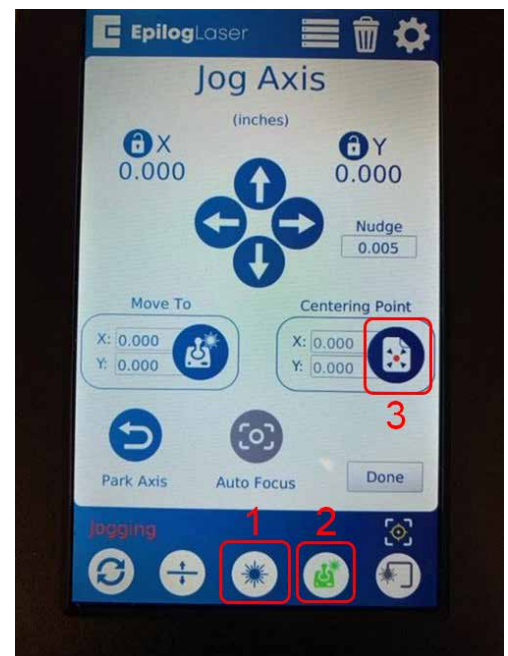 EpilogLaser
Jog Axis
(inches)
X
0.000
Y
0.000
Nudge
0.005
Move To
X: 0.000
Y: 0.000
Centering Point
X: 0.000
Y: 0.000
3
Park Axis
Auto Focus
Done
Jogging
1
2